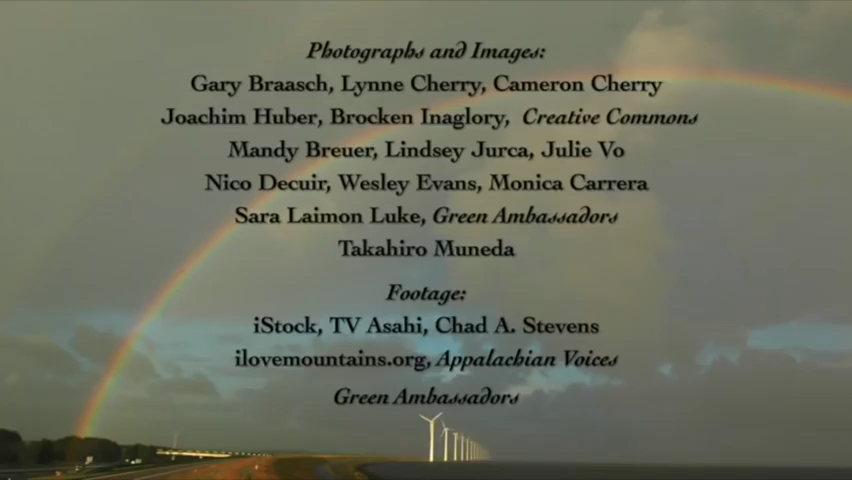 Photographs and Images:
Gary Braasch, Lynne Cherry, Cameron Cherry
Joachim Huber, Brocken Inaglory, Creative Commons
Mandy Breuer, Lindsey Jurca, Julie Vo
Nico Decuir, Wesley Evans, Monica Carrera
Sara Laimon Luke, Green Ambassadors
Takahiro Muneda
Footage:
iStock, TV Asahi, Chad A. Stevens
ilovemountains.org, Appalachian Voices
Green Ambassadors